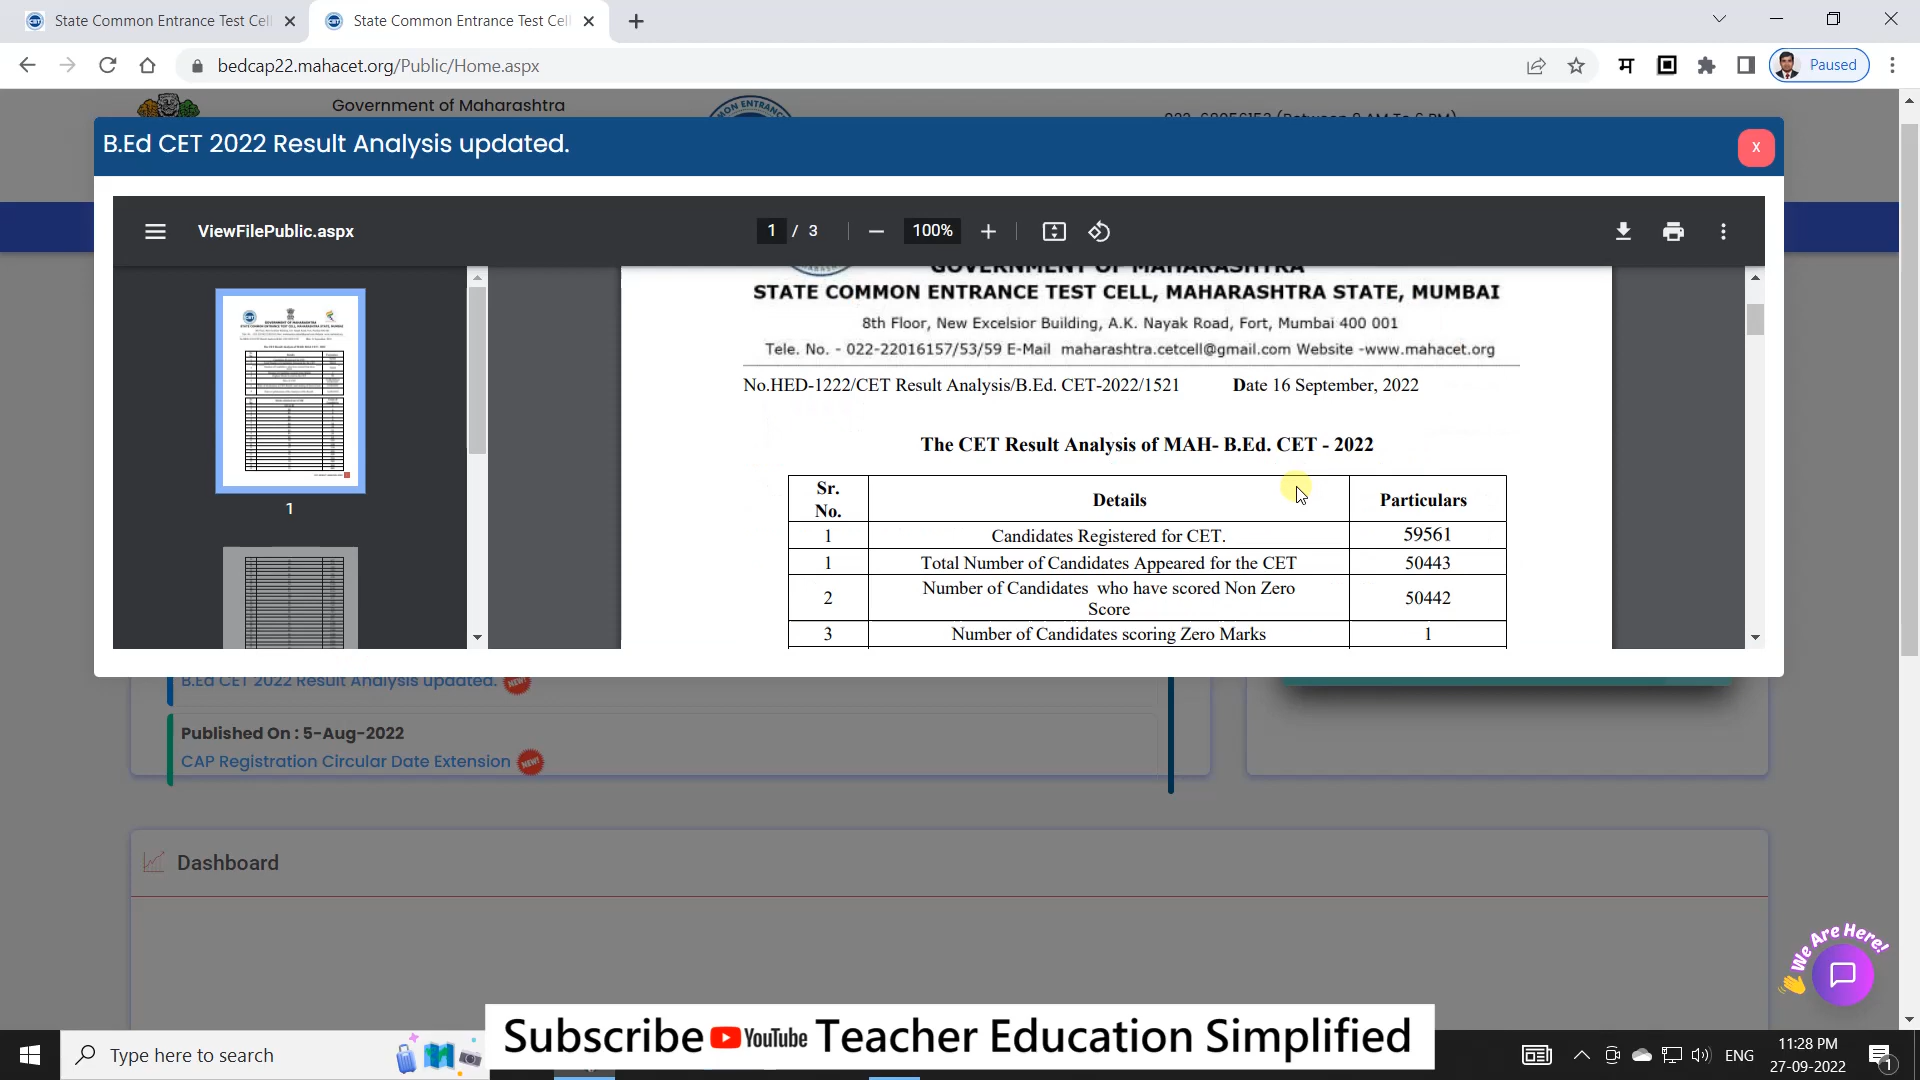 State Common Entrance Test Cell
State Common Entrance Test Cell
bedcap22.mahacet.org/Public/Home.aspx
Paused
Government of Maharashtra
B.Ed CET 2022 Result Analysis updated.
X
ViewFilePublic.aspx
1 / 3
100%
GOVERNMENT OF MAHARASHTRA
STATE COMMON ENTRANCE TEST CELL, MAHARASHTRA STATE, MUMBAI
8th Floor, New Excelsior Building, A.K. Nayak Road, Fort, Mumbai 400 001
Tele. No. - 022-22016157/53/59 E-Mail maharashtra.cetcell@gmail.com Website -www.mahacet.org
No.HED-1222/CET Result Analysis/B.Ed. CET-2022/1521 Date 16 September, 2022
The CET Result Analysis of MAH- B.Ed. CET - 2022
Sr. No. Details Particulars
1 Candidates Registered for CET. 59561
1 Total Number of Candidates Appeared for the CET 50443
2 Number of Candidates who have scored Non Zero Score 50442
3 Number of Candidates scoring Zero Marks 1
1
B.Ed CET 2022 Result Analysis updated.
NEW!
Published On : 5-Aug-2022
CAP Registration Circular Date Extension
NEW!
Dashboard
We Are Here!
Subscribe YouTube Teacher Education Simplified
Type here to search
ENG
11:28 PM
27-09-2022
1